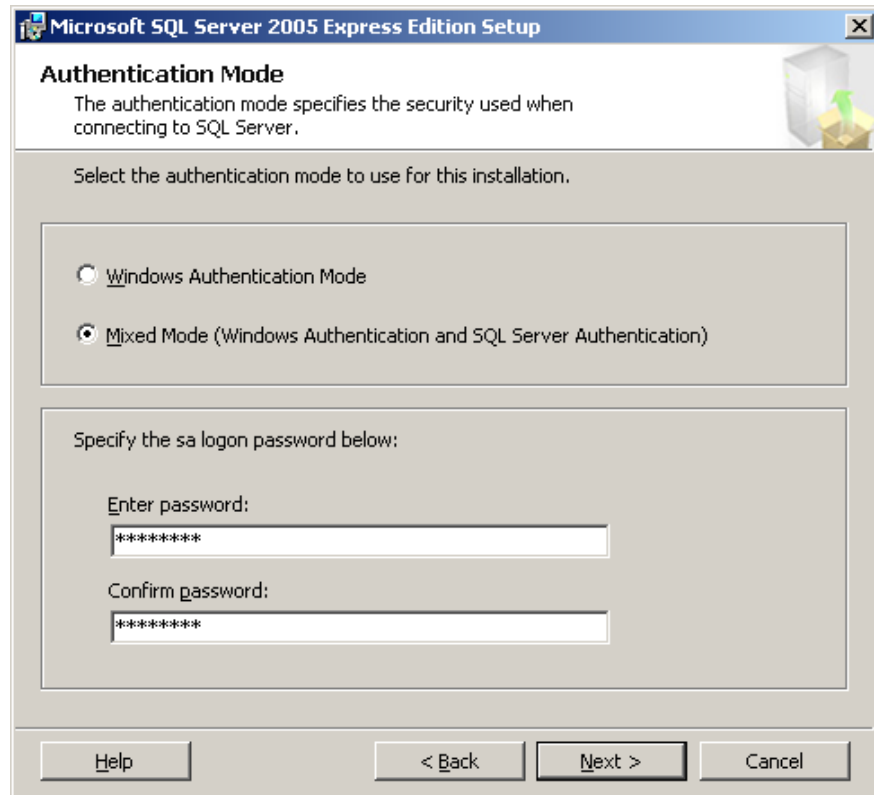 Microsoft SQL Server 2005 Express Edition Setup
Authentication Mode
The authentication mode specifies the security used when
connecting to SQL Server.
Select the authentication mode to use for this installation.
Windows Authentication Mode
Mixed Mode (Windows Authentication and SQL Server Authentication)
Specify the sa logon password below:
Enter password:
********
Confirm password:
********
Help
< Back
Next >
Cancel